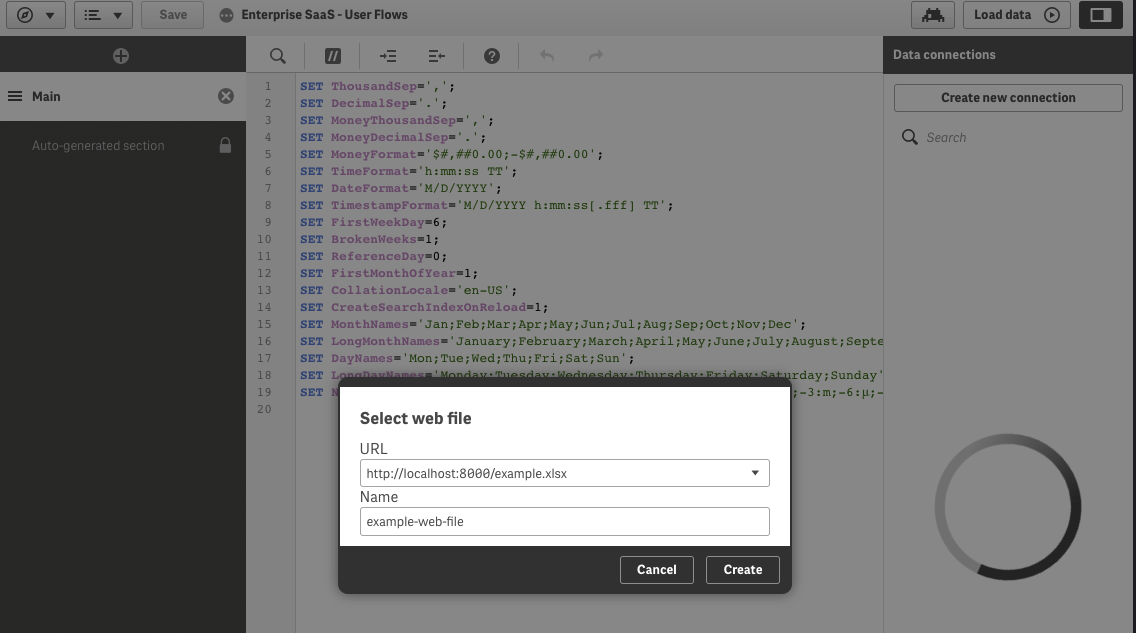 Save
Enterprise SaaS - User Flows
Load data
Data connections
Main
Auto-generated section
Create new connection
Search
1 SET ThousandSep=',';
2 SET DecimalSep='.';
3 SET MoneyThousandSep=',';
4 SET MoneyDecimalSep='.';
5 SET MoneyFormat='$#,##0.00;-$#,##0.00';
6 SET TimeFormat='h:mm:ss TT';
7 SET DateFormat='M/D/YYYY';
8 SET TimestampFormat='M/D/YYYY h:mm:ss[.fff] TT';
9 SET FirstWeekDay=6;
10 SET BrokenWeeks=1;
11 SET ReferenceDay=0;
12 SET FirstMonthOfYear=1;
13 SET CollationLocale='en-US';
14 SET CreateSearchIndexOnReload=1;
15 SET MonthNames='Jan;Feb;Mar;Apr;May;Jun;Jul;Aug;Sep;Oct;Nov;Dec';
16 SET LongMonthNames='January;February;March;April;May;June;July;August;Septe
17 SET DayNames='Mon;Tue;Wed;Thu;Fri;Sat;Sun';
18 SET LongDayNames='Monday;Tuesday;Wednesday;Thursday;Friday;Saturday;Sunday'
19 SET ;-3:m;-6:µ;-
20
Select web file
URL
http://localhost:8000/example.xlsx
Name
example-web-file
Cancel
Create